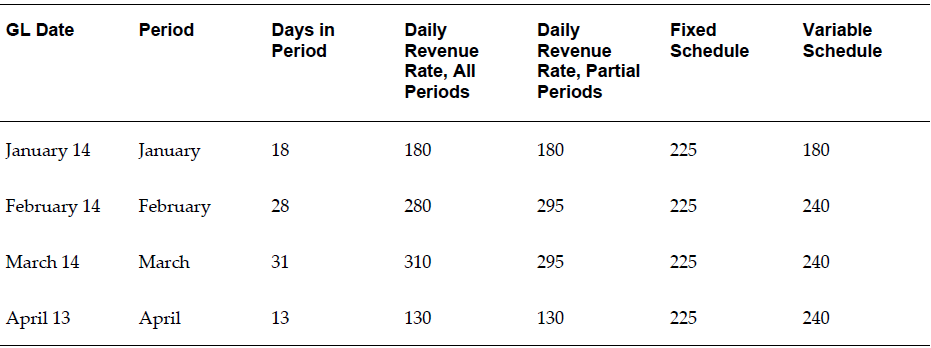 GL Date Period Days in Period Daily Revenue Rate, All Periods Daily Revenue Rate, Partial Periods Fixed Schedule Variable Schedule
January 14 January 18 180 180 225 180
February 14 February 28 280 295 225 240
March 14 March 31 310 295 225 240
April 13 April 13 130 130 225 240